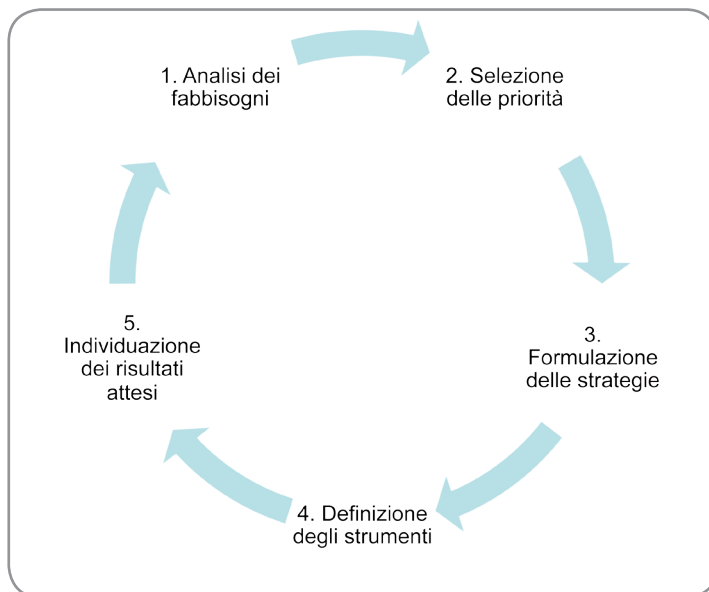 1. Analisi dei
fabbisogni
2. Selezione
delle priorità
3.
Formulazione
delle strategie
4. Definizione
degli strumenti
5.
Individuazione
dei risultati
attesi